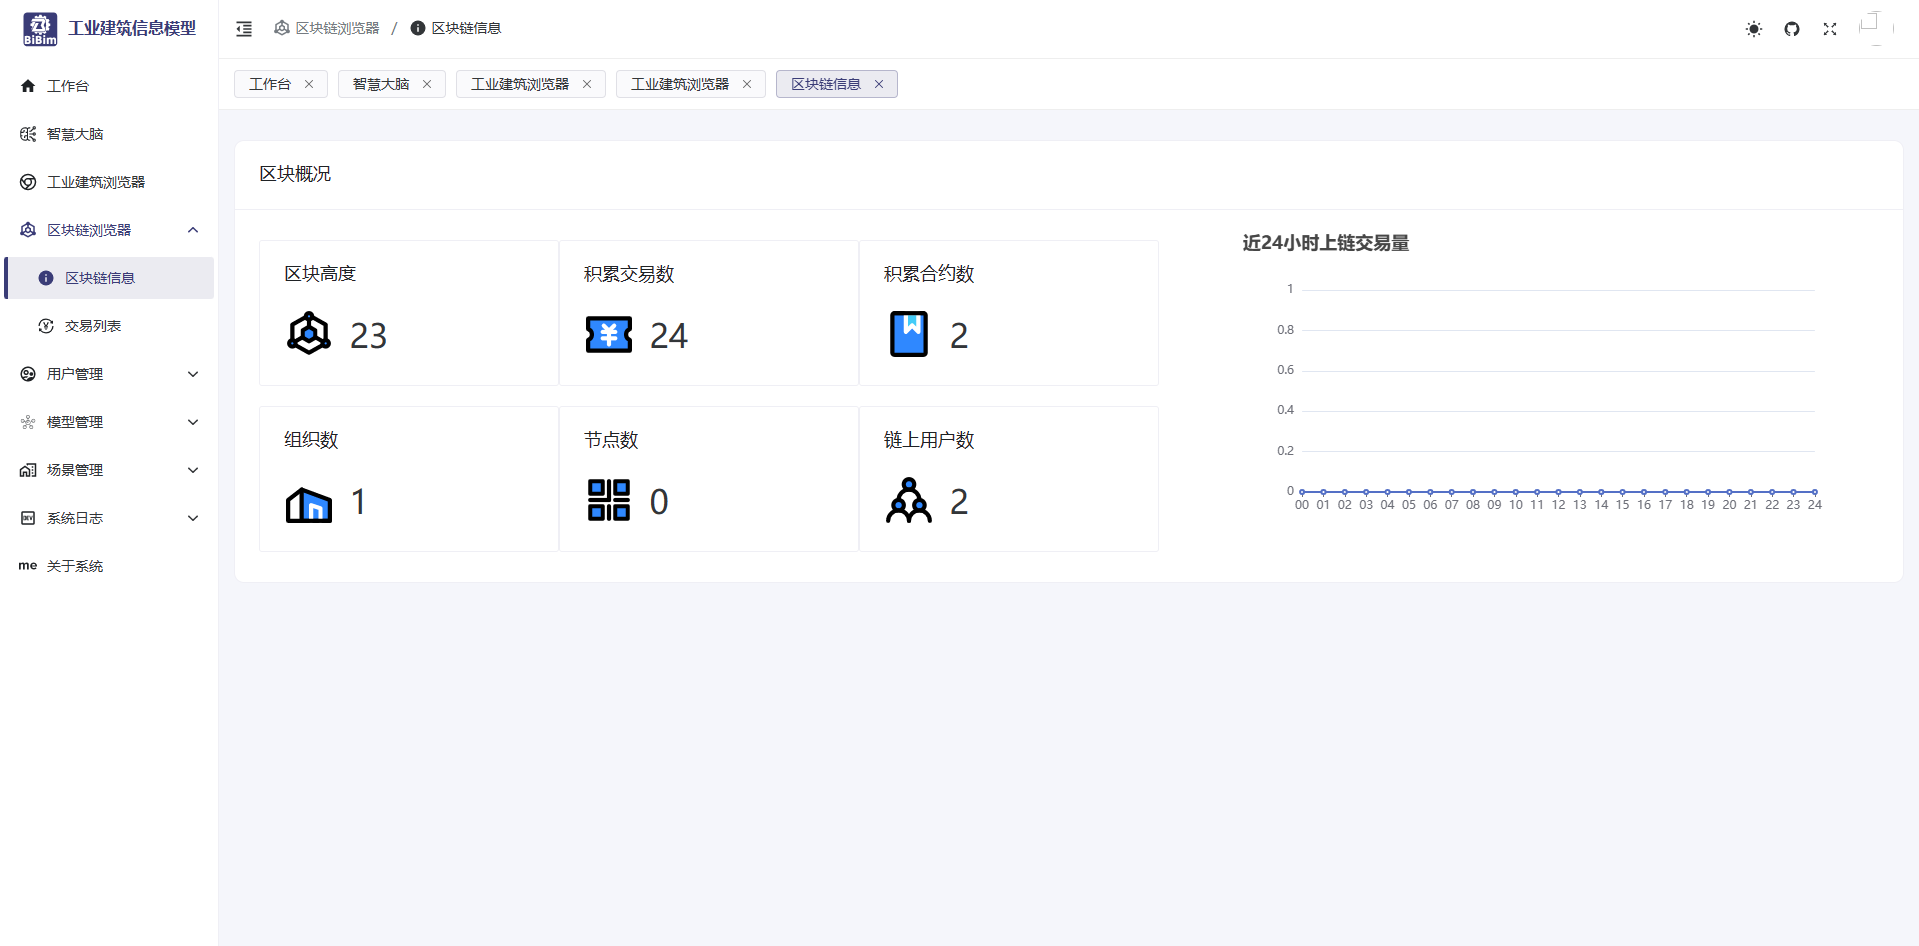 BiBim
工业建筑信息模型
工作台
智慧大脑
工业建筑浏览器
区块链浏览器
区块链信息
交易列表
用户管理
模型管理
场景管理
系统日志
me 关于系统
区块链浏览器 / 区块链信息
工作台 智慧大脑 工业建筑浏览器 工业建筑浏览器 区块链信息
区块概况
区块高度
23
积累交易数
24
积累合约数
2
组织数
1
节点数
0
链上用户数
2
近24小时上链交易量
1
0.8
0.6
0.4
0.2
0
00 01 02 03 04 05 06 07 08 09 10 11 12 13 14 15 16 17 18 19 20 21 22 23 24